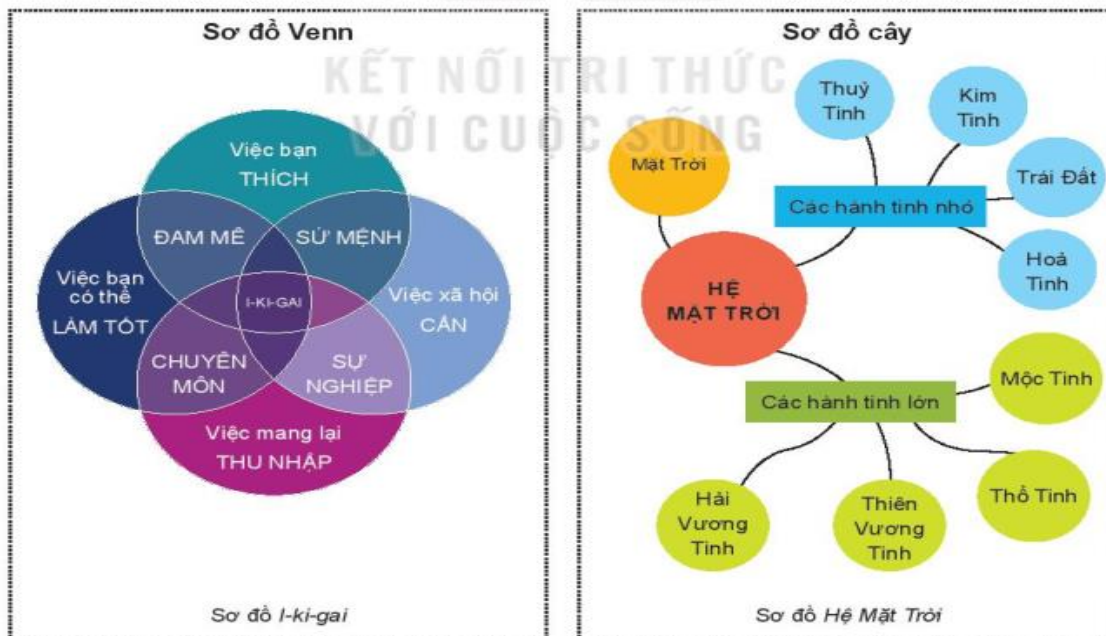 KẾT NỐI TRI THỨC
VỚI CUỘC SỐNG
Sơ đồ Venn
Việc bạn
THÍCH
ĐAM MÊ
SỨ MỆNH
Việc bạn
có thể
LÀM TỐT
I-KI-GAI
Việc xã hội
CẦN
CHUYÊN
MÔN
SỰ
NGHIỆP
Việc mang lại
THU NHẬP
Sơ đồ I-ki-gai
Sơ đồ cây
Thuỷ
Tinh
Kim
Tinh
Mặt Trời
Trái Đất
Các hành tinh nhỏ
Hoả
Tinh
HỆ
MẶT TRỜI
Mộc Tinh
Các hành tinh lớn
Hải
Vương
Tinh
Thiên
Vương
Tinh
Thổ Tinh
Sơ đồ Hệ Mặt Trời